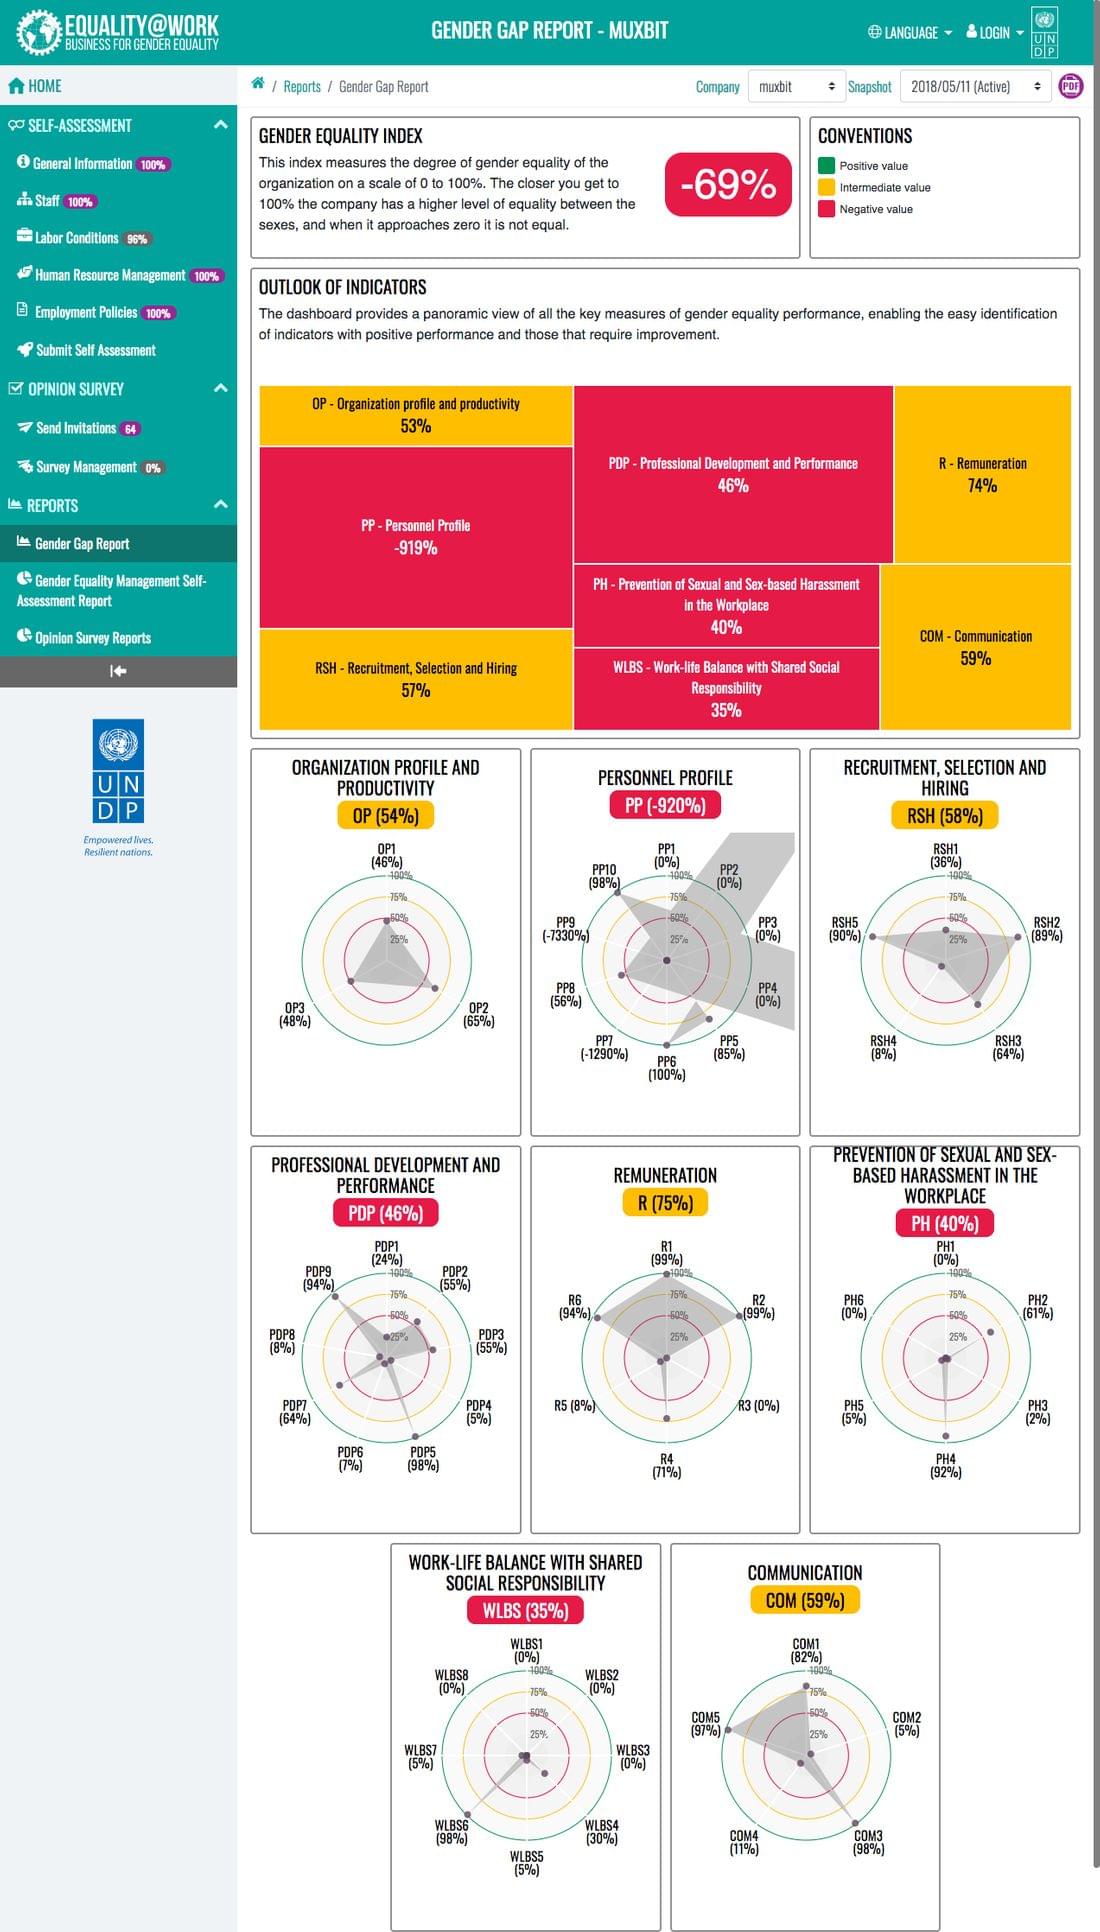 EQUALITY@WORK
BUSINESS FOR GENDER EQUALITY
GENDER GAP REPORT - MUXBIT
LANGUAGE
LOGIN
U N
D P
HOME
/ Reports / Gender Gap Report
Company
muxbit
Snapshot
2018/05/11 (Active)
PDF
SELF-ASSESSMENT
General Information 100%
Staff 100%
Labor Conditions 96%
Human Resource Management 100%
Employment Policies 100%
Submit Self Assessment
OPINION SURVEY
Send Invitations 64
Survey Management 0%
REPORTS
Gender Gap Report
Gender Equality Management Self-
Assessment Report
Opinion Survey Reports
U N
D P
Empowered lives.
Resilient nations.
GENDER EQUALITY INDEX
This index measures the degree of gender equality of the
organization on a scale of 0 to 100%. The closer you get to
100% the company has a higher level of equality between the
sexes, and when it approaches zero it is not equal.
-69%
CONVENTIONS
Positive value
Intermediate value
Negative value
OUTLOOK OF INDICATORS
The dashboard provides a panoramic view of all the key measures of gender equality performance, enabling the easy identification
of indicators with positive performance and those that require improvement.
OP - Organization profile and productivity
53%
PP - Personnel Profile
-919%
RSH - Recruitment, Selection and Hiring
57%
PDP - Professional Development and Performance
46%
R - Remuneration
74%
PH - Prevention of Sexual and Sex-based Harassment
in the Workplace
40%
WLBS - Work-life Balance with Shared Social
Responsibility
35%
COM - Communication
59%
ORGANIZATION PROFILE AND
PRODUCTIVITY
OP (54%)
OP1
(46%)
100%
75%
50%
25%
OP3
(48%)
OP2
(65%)
PERSONNEL PROFILE
PP (-920%)
PP1
(0%)
PP10
(98%)
PP2
(0%)
100%
75%
50%
25%
PP9
(-7330%)
PP3
(0%)
PP8
(56%)
PP4
(0%)
PP7
(-1290%)
PP5
(85%)
PP6
(100%)
RECRUITMENT, SELECTION AND
HIRING
RSH (58%)
RSH1
(36%)
100%
75%
50%
25%
RSH5
(90%)
RSH2
(89%)
RSH4
(8%)
RSH3
(64%)
PROFESSIONAL DEVELOPMENT AND
PERFORMANCE
PDP (46%)
PDP1
(24%)
PDP9
(94%)
PDP2
(55%)
100%
75%
50%
25%
PDP8
(8%)
PDP3
(55%)
PDP7
(64%)
PDP4
(5%)
PDP6
(7%)
PDP5
(98%)
REMUNERATION
R (75%)
R1
(99%)
100%
75%
50%
25%
R6
(94%)
R2
(99%)
R5 (8%)
R3 (0%)
R4
(71%)
PREVENTION OF SEXUAL AND SEX-
BASED HARASSMENT IN THE
WORKPLACE
PH (40%)
PH1
(0%)
100%
75%
50%
25%
PH6
(0%)
PH2
(61%)
PH5
(5%)
PH3
(2%)
PH4
(92%)
WORK-LIFE BALANCE WITH SHARED
SOCIAL RESPONSIBILITY
WLBS (35%)
WLBS1
(0%)
WLBS8
(0%)
WLBS2
(0%)
100%
75%
50%
25%
WLBS7
(5%)
WLBS3
(0%)
WLBS6
(98%)
WLBS4
(30%)
WLBS5
(5%)
COMMUNICATION
COM (59%)
COM1
(82%)
100%
75%
50%
25%
COM5
(97%)
COM2
(5%)
COM4
(11%)
COM3
(98%)